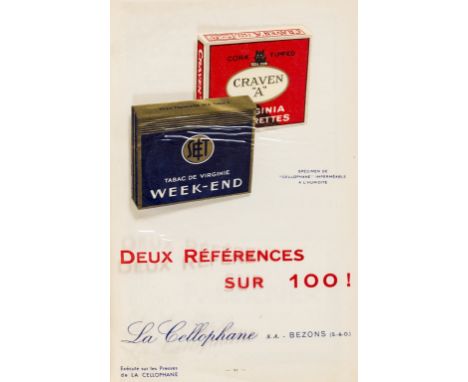 CORK TIPPED
CRAVEN
"A"
VIRGINIA
CIGARETTES
TABAC DE VIRGINIE
WEEK-END
SPÉCIMEN DE
"CELLOPHANE" IMPERMÉABLE
A L'HUMIDITÉ
DEUX RÉFÉRENCES
SUR 100 !
La Cellophane S.A. - BEZONS (S.-&-O.)
Exécuté sur les Presses
de LA CELLOPHANE